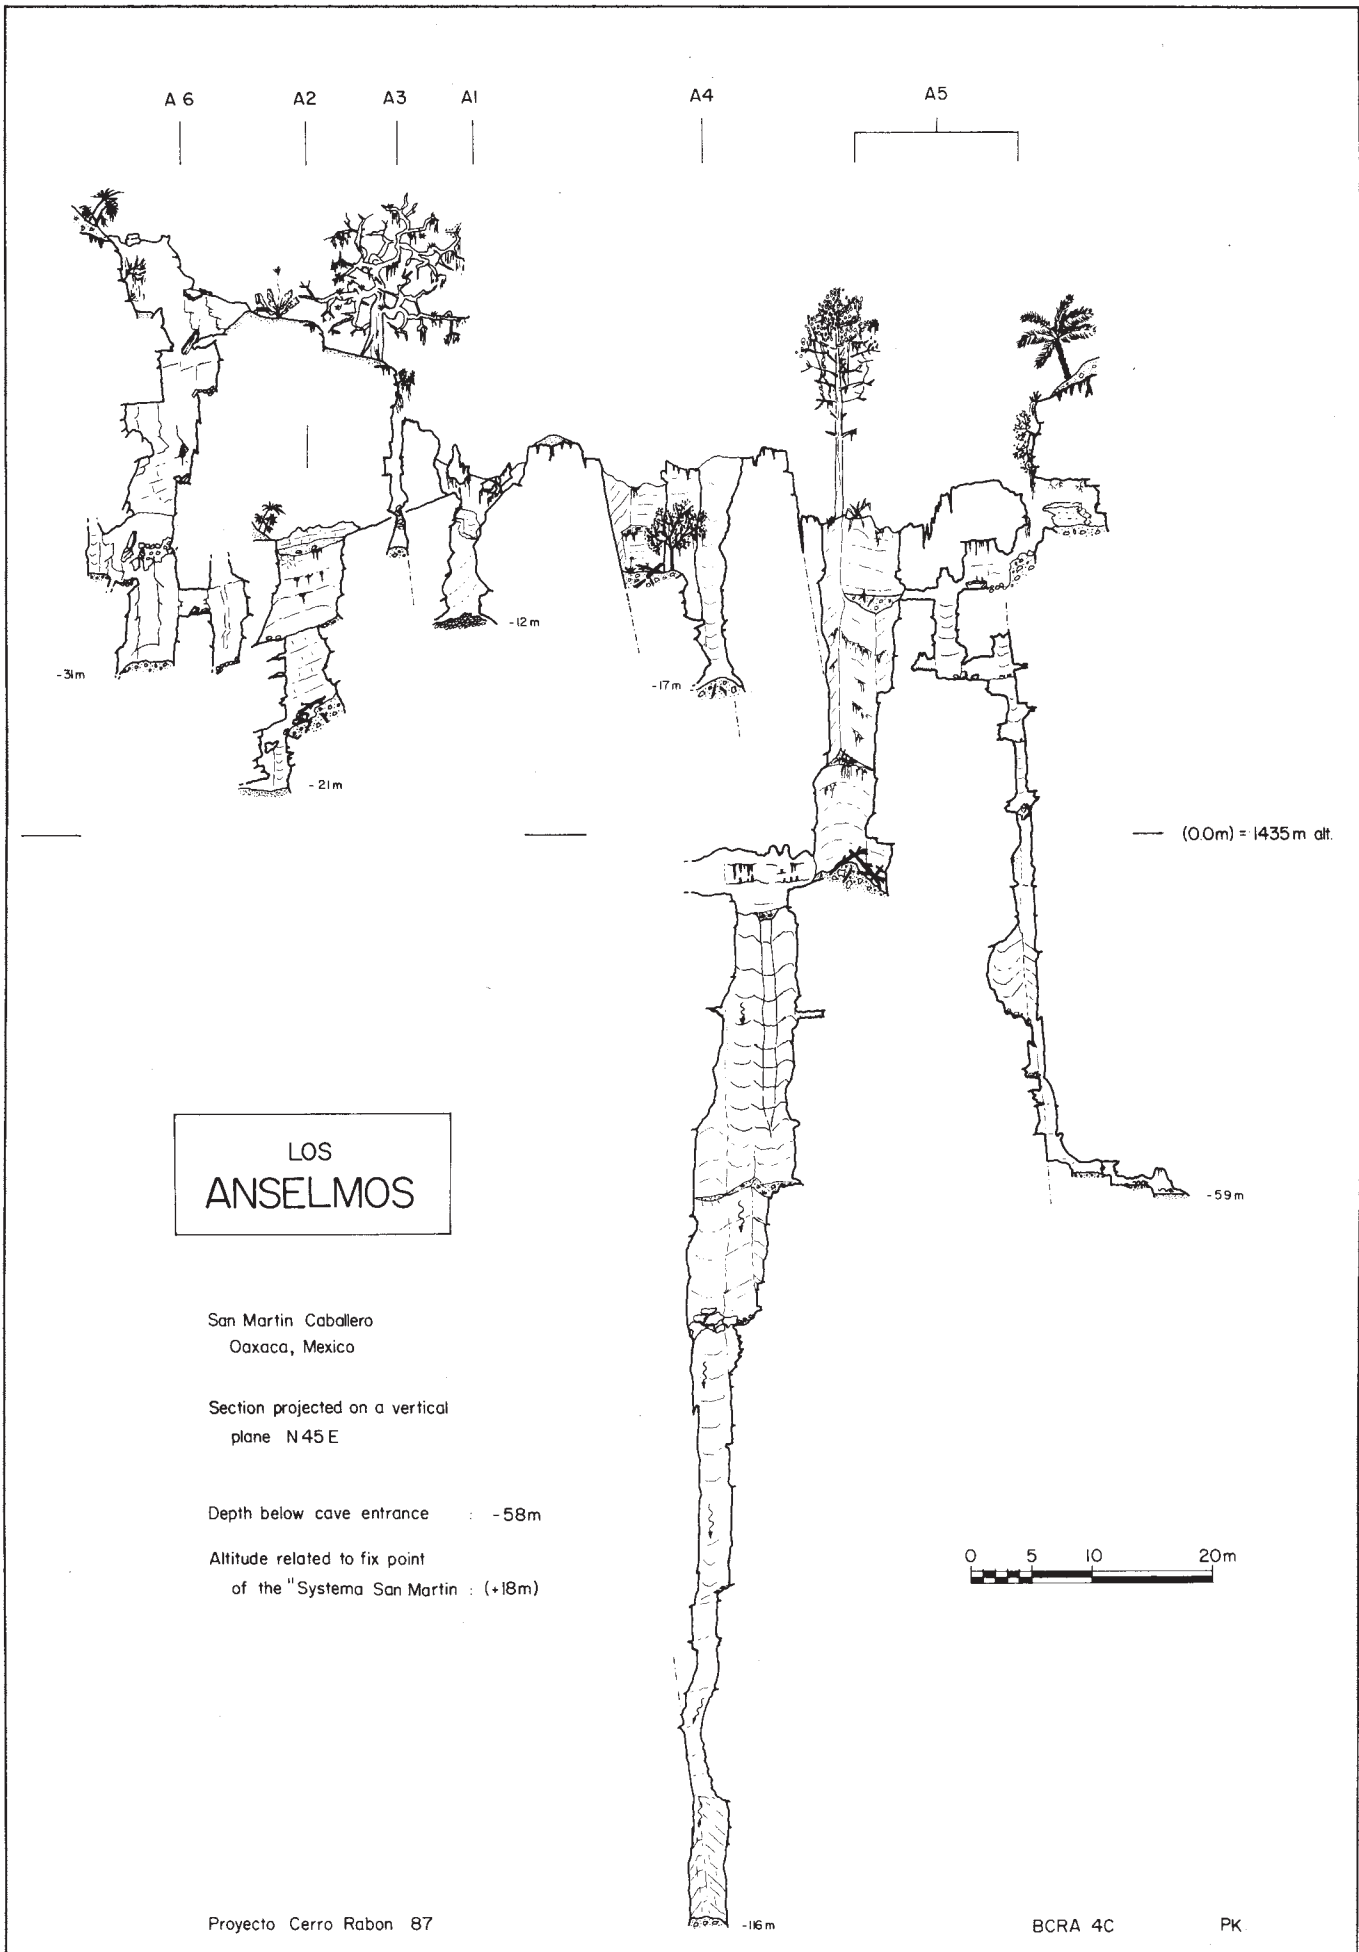 A 6 A2 A3 A1 A4 A5
-12m
-31m
-17m
-21m
(0.0m) = 1435m alt.
LOS
ANSELMOS
-59m
San Martin Caballero
Oaxaca, Mexico
Section projected on a vertical
plane N 45 E
Depth below cave entrance : -58m
Altitude related to fix point
of the "Systema San Martin : (+18m)
0 5 10 20m
Proyecto Cerro Rabon 87
-116m
BCRA 4C PK